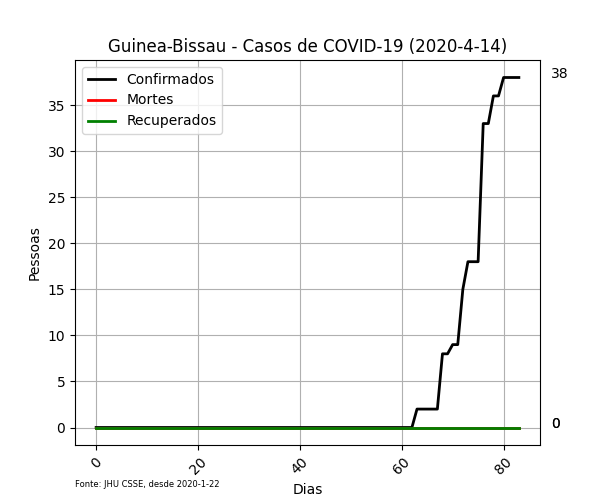 Guinea-Bissau - Casos de COVID-19 (2020-4-14)
Confirmados
Mortes
Recuperados
38
35
30
25
20
15
10
5
0
0
Pessoas
0
20
40
60
80
Dias
Fonte: JHU CSSE, desde 2020-1-22